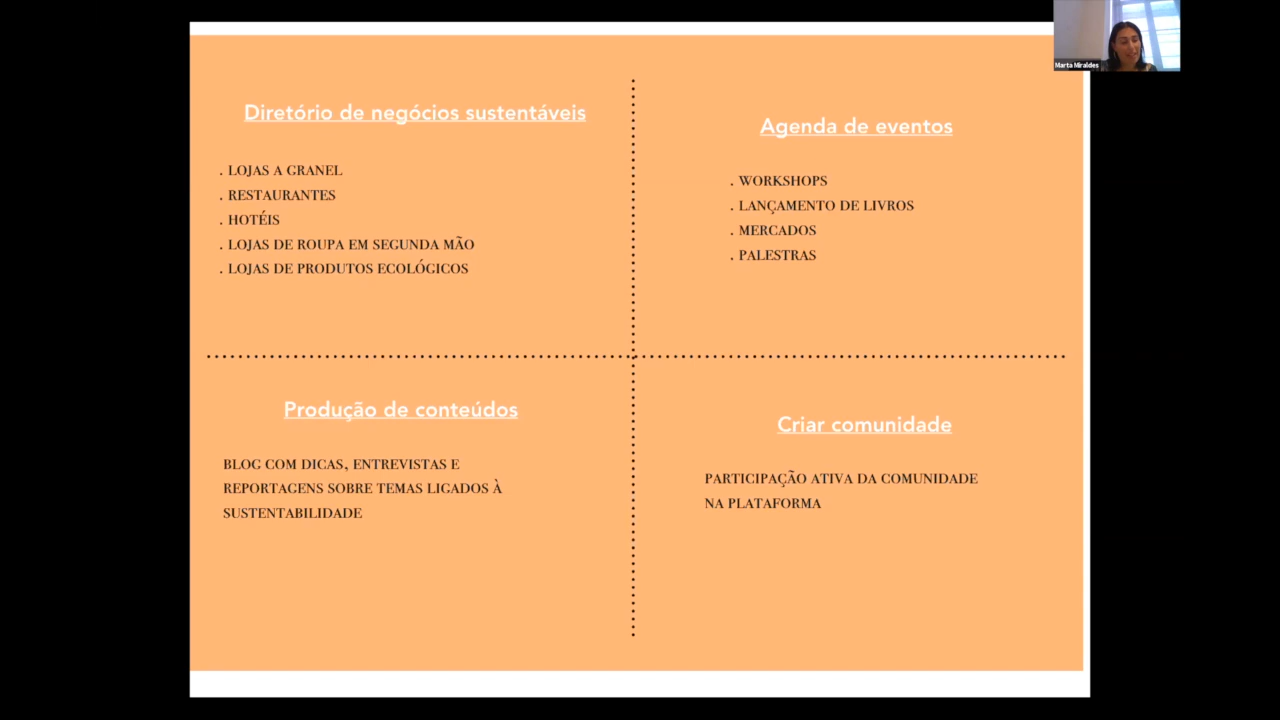 Marta Miraldes
Diretório de negócios sustentáveis
. LOJAS A GRANEL
. RESTAURANTES
. HOTÉIS
. LOJAS DE ROUPA EM SEGUNDA MÃO
. LOJAS DE PRODUTOS ECOLÓGICOS
Agenda de eventos
. WORKSHOPS
. LANÇAMENTO DE LIVROS
. MERCADOS
. PALESTRAS
Produção de conteúdos
BLOG COM DICAS, ENTREVISTAS E
REPORTAGENS SOBRE TEMAS LIGADOS À
SUSTENTABILIDADE
Criar comunidade
PARTICIPAÇÃO ATIVA DA COMUNIDADE
NA PLATAFORMA